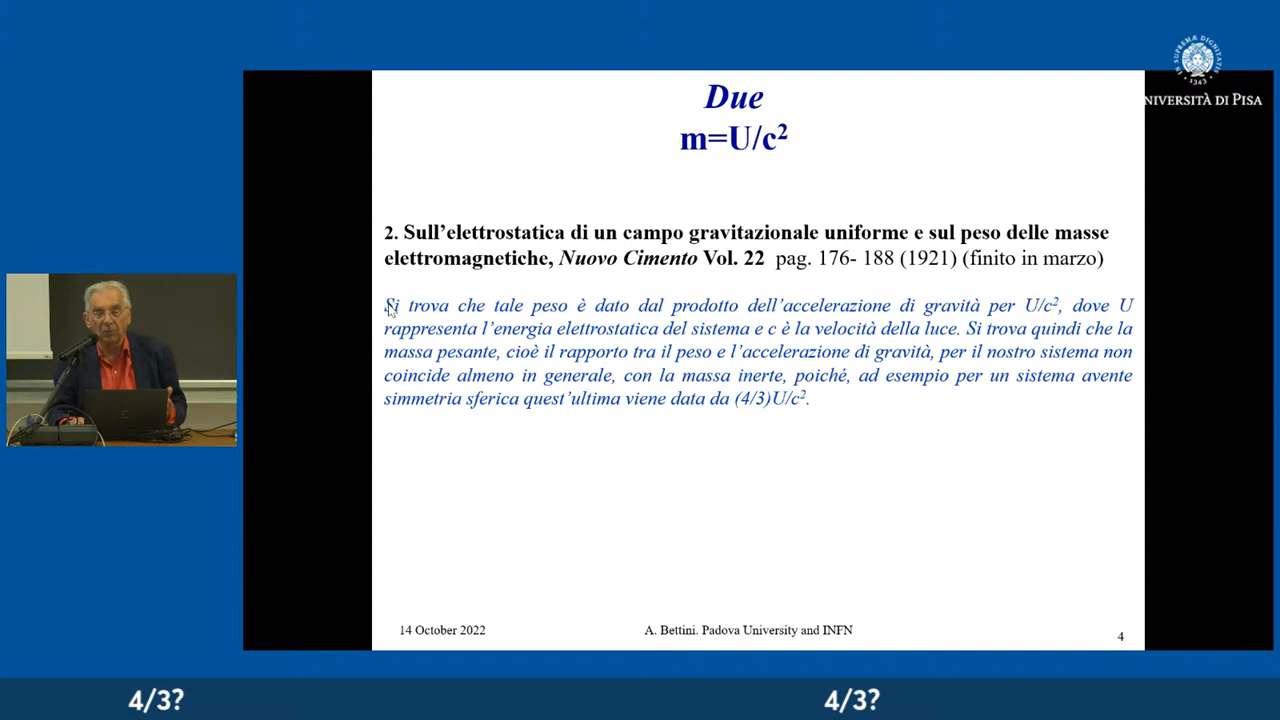 Due
m=U/c²
IN SUPREMÆ DIGNITATIS
1343
NIVERSITÀ DI PISA
2. Sull'elettrostatica di un campo gravitazionale uniforme e sul peso delle masse
elettromagnetiche, Nuovo Cimento Vol. 22 pag. 176- 188 (1921) (finito in marzo)
Si trova che tale peso è dato dal prodotto dell'accelerazione di gravità per U/c², dove U
rappresenta l'energia elettrostatica del sistema e c è la velocità della luce. Si trova quindi che la
massa pesante, cioè il rapporto tra il peso e l'accelerazione di gravità, per il nostro sistema non
coincide almeno in generale, con la massa inerte, poiché, ad esempio per un sistema avente
simmetria sferica quest'ultima viene data da (4/3)U/c².
14 October 2022
A. Bettini. Padova University and INFN
4
4/3?
4/3?